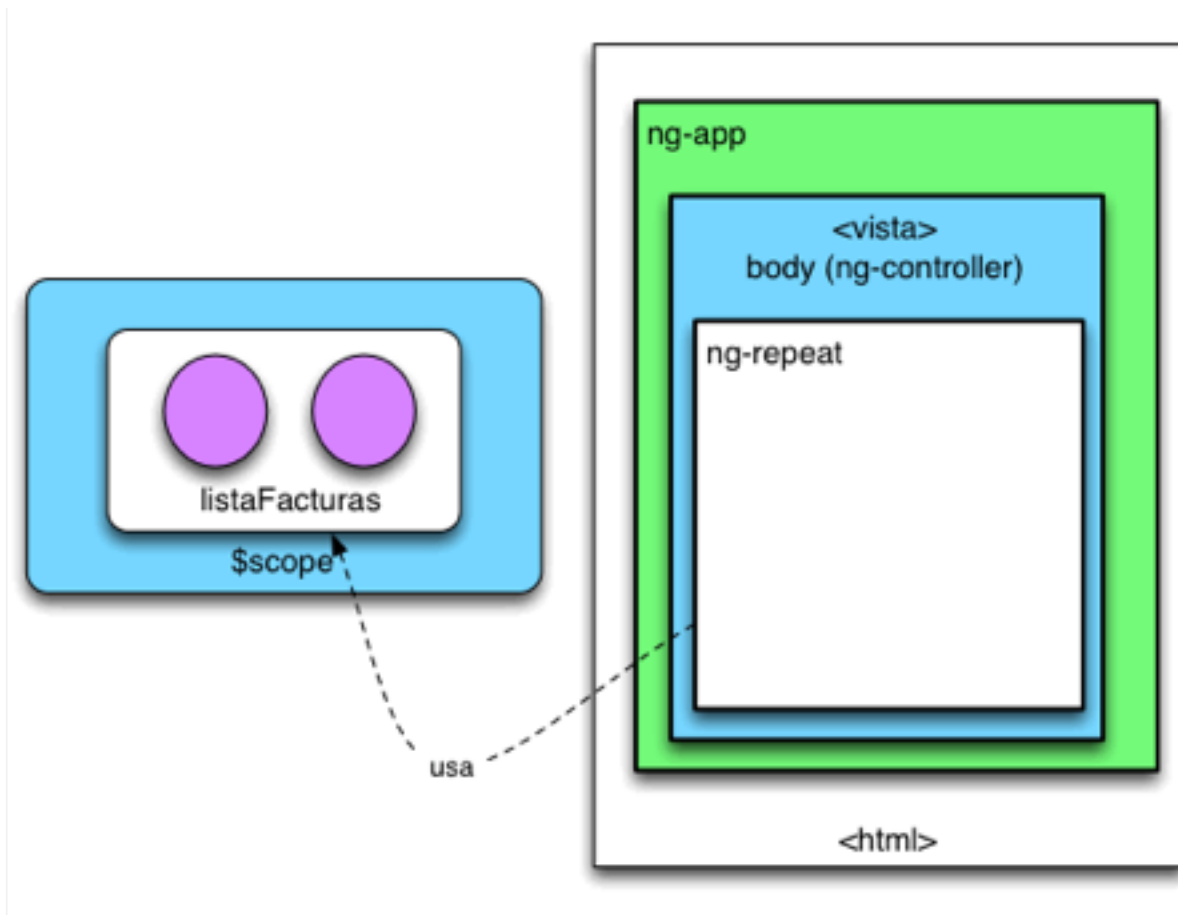 listaFacturas
$scope
usa
ng-app
<vista>
body (ng-controller)
ng-repeat
<html>